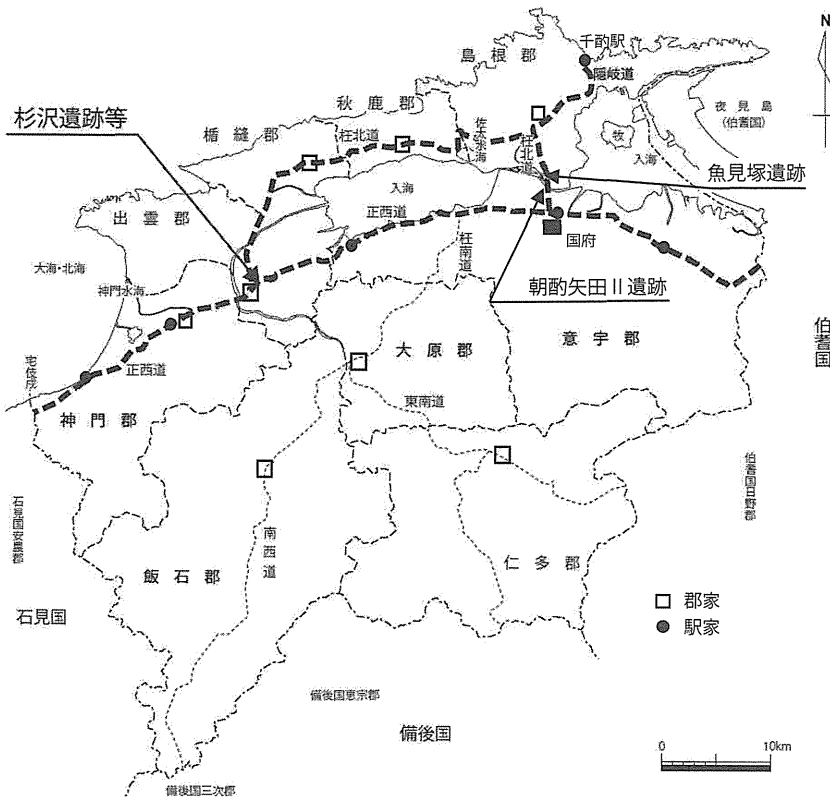 N
千酌駅
島根郡
隠岐道
秋鹿郡
夜見島
(伯耆国)
杉沢遺跡等
楯縫郡
枉北道
佐太水海
枉北道
牧
入海
魚見塚遺跡
出雲郡
入海
正西道
国府
枉南道
大海・北海
神門水海
朝酌矢田Ⅱ遺跡
伯耆国
宅伎戍
正西道
大原郡
意宇郡
東南道
神門郡
伯耆国日野郡
石見国安農郡
南西道
飯石郡
仁多郡
石見国
郡家
駅家
備後国恵宗郡
備後国
0 10km
備後国三次郡